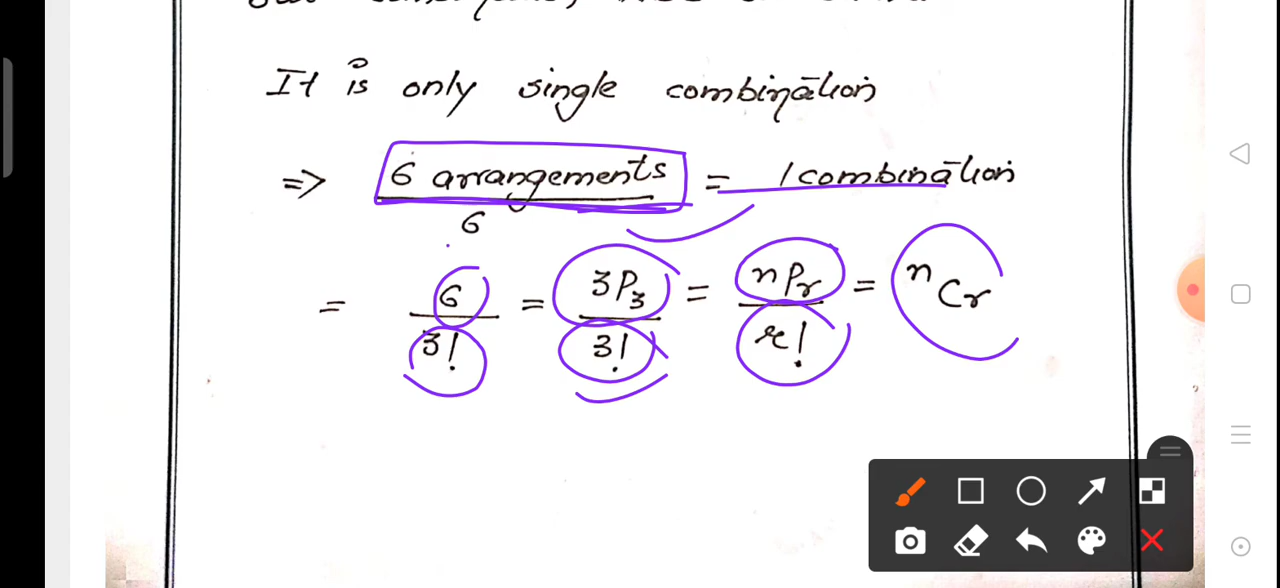 It is only single combination
=> 6 arrangements / 6 = 1 combination
= 6 / 3! = 3P₃ / 3! = nPr / r! = ⁿCr